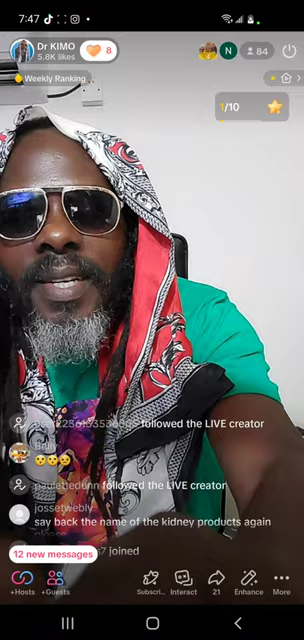 7:47
Dr KIMO
5.8K likes
8
N
84
Weekly Ranking
1/10
followed the LIVE creator
paulettedunn followed the LIVE creator
jossetwebly
say back the name of the kidney products again
please
12 new messages
7 joined
+Hosts
+Guests
Subscri...
Interact
21
Enhance
More